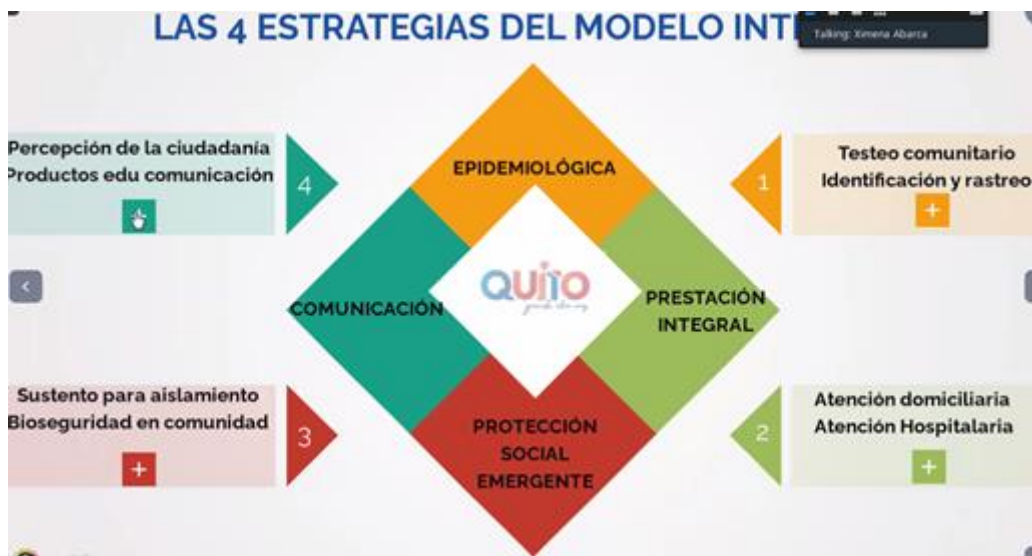 LAS 4 ESTRATEGIAS DEL MODELO
Talking: Ximena Abarca
EPIDEMIOLÓGICA
COMUNICACIÓN
QUITO
PRESTACIÓN
INTEGRAL
PROTECCIÓN
SOCIAL
EMERGENTE
1
Testeo comunitario
Identificación y rastreo
+
2
Atención domiciliaria
Atención Hospitalaria
+
3
Sustento para aislamiento
Bioseguridad en comunidad
+
4
Percepción de la ciudadanía
Productos edu comunicación